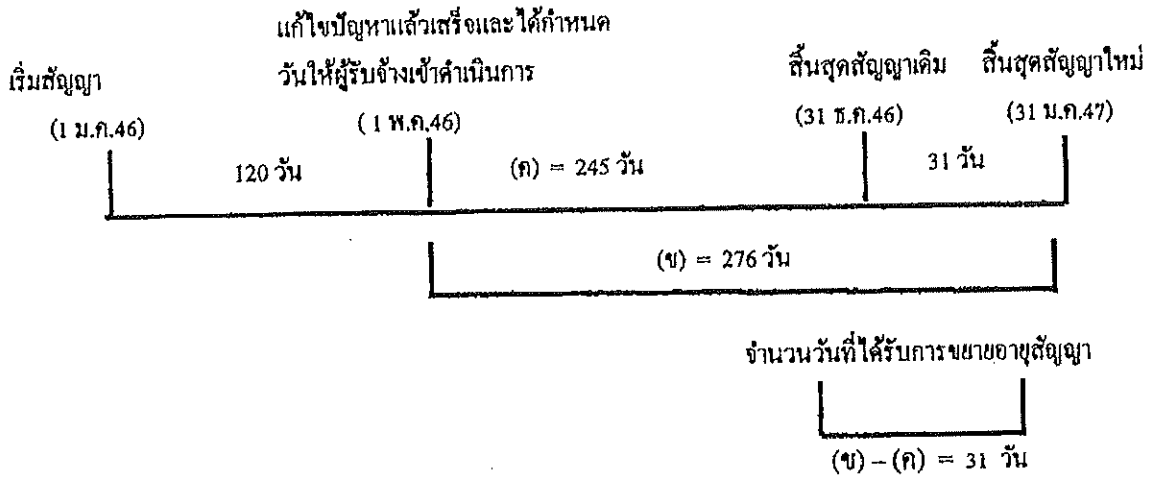 แก้ไขปัญหาแล้วเสร็จและได้กำหนด
วันให้ผู้รับจ้างเข้าดำเนินการ
เริ่มสัญญา
สิ้นสุดสัญญาเดิม
สิ้นสุดสัญญาใหม่
(1 ม.ค.46)
( 1 พ.ค.46)
(31 ธ.ค.46)
(31 ม.ค.47)
120 วัน
(ค) = 245 วัน
31 วัน
(ข) = 276 วัน
จำนวนวันที่ได้รับการขยายอายุสัญญา
(ข) – (ค) = 31 วัน